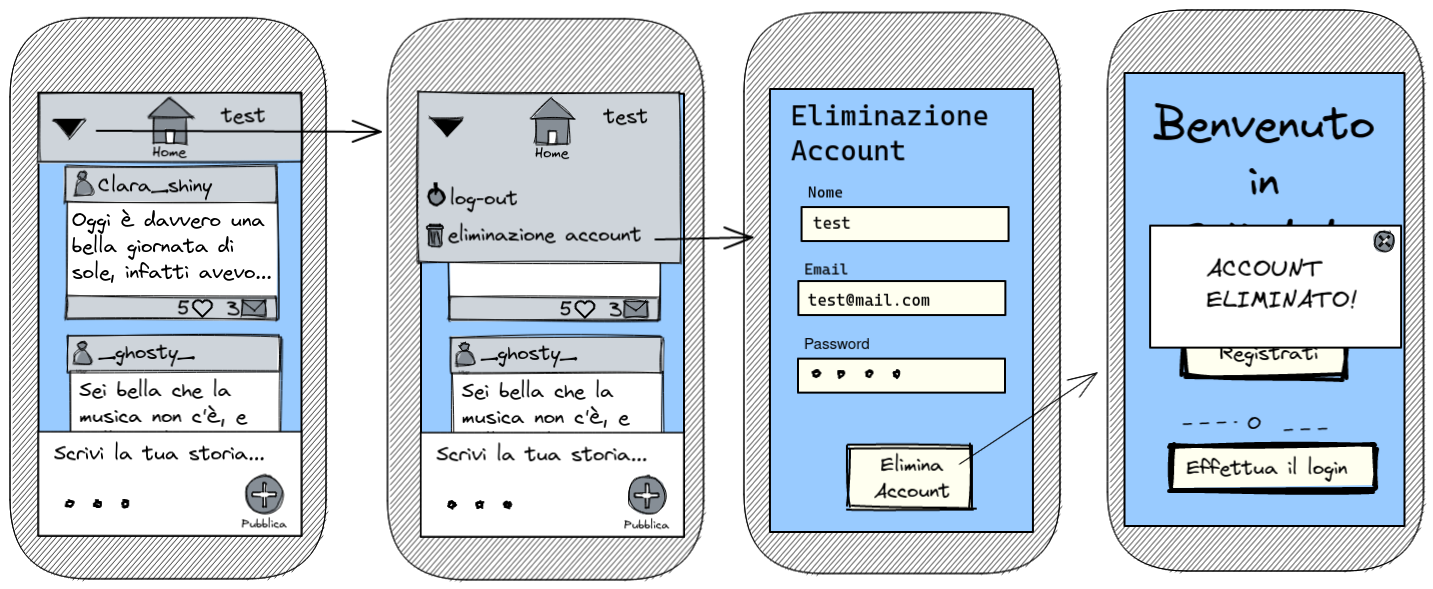 test
Home
Clara_shiny
Oggi è davvero una
bella giornata di
sole, infatti avevo...
5 3
_ghosty_
Sei bella che la
musica non c'è, e
Scrivi la tua storia...
Pubblica
test
Home
log-out
eliminazione account
5 3
_ghosty_
Sei bella che la
musica non c'è, e
Scrivi la tua storia...
Pubblica
Eliminazione
Account
Nome
test
Email
test@mail.com
Password
Elimina
Account
Benvenuto
in
ACCOUNT
ELIMINATO!
Registrati
Effettua il login